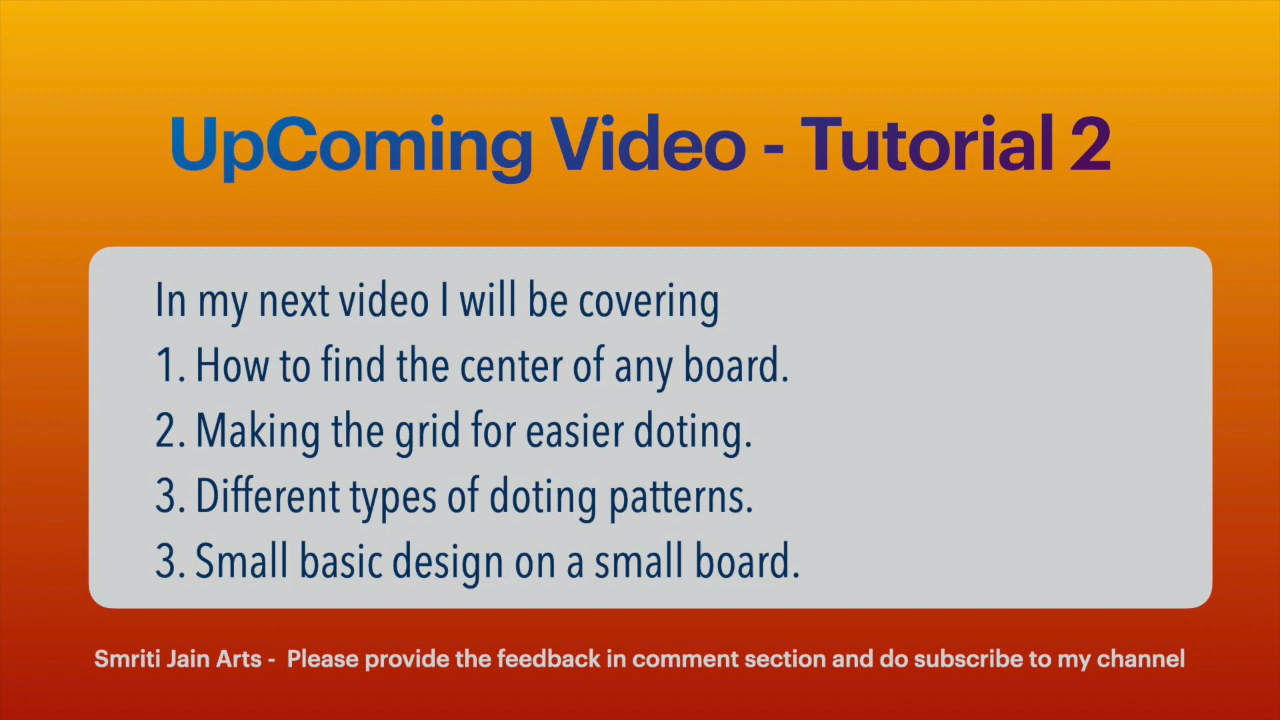 UpComing Video - Tutorial 2
In my next video I will be covering
1. How to find the center of any board.
2. Making the grid for easier doting.
3. Different types of doting patterns.
3. Small basic design on a small board.
Smriti Jain Arts - Please provide the feedback in comment section and do subscribe to my channel